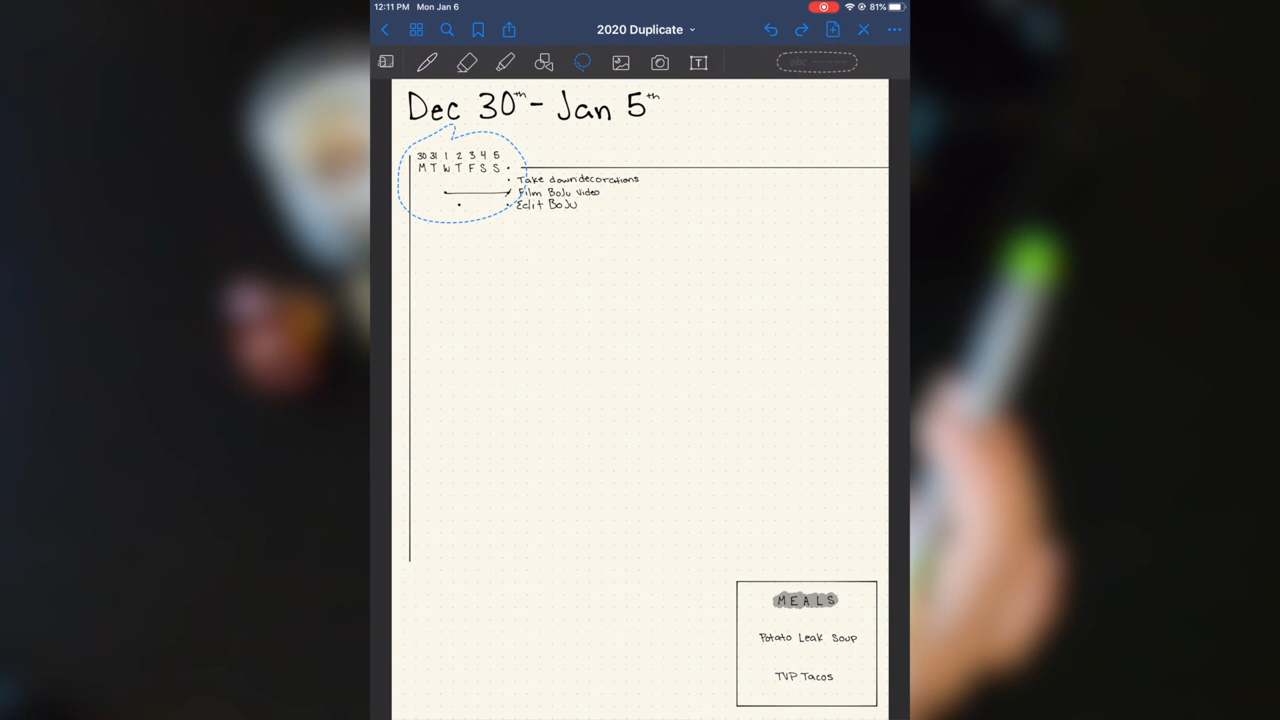 12:11 PM Mon Jan 6
81%
2020 Duplicate
T
abc
Dec 30th - Jan 5th
30 31 1 2 3 4 5
M T W T F S S
Take down decorations
Film BoJu Video
Edit BoJu
MEALS
Potato Leak Soup
TVP Tacos